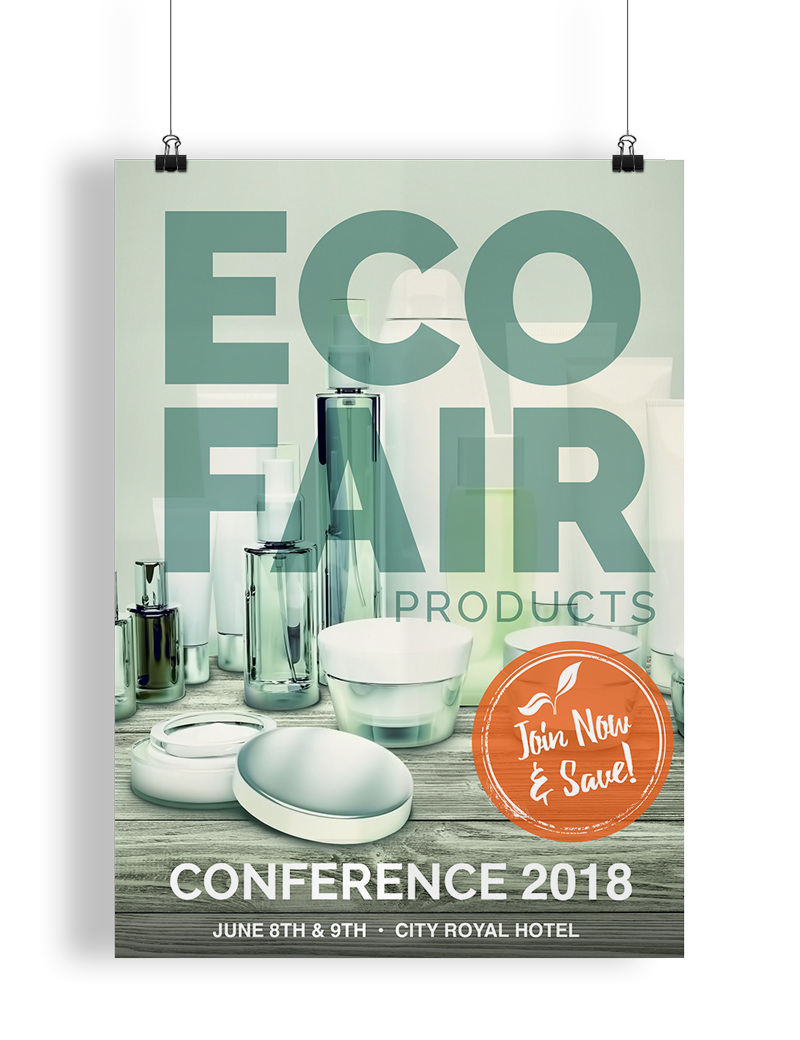 ECO
FAIR
PRODUCTS
Join Now
& Save!
CONFERENCE 2018
JUNE 8TH & 9TH • CITY ROYAL HOTEL